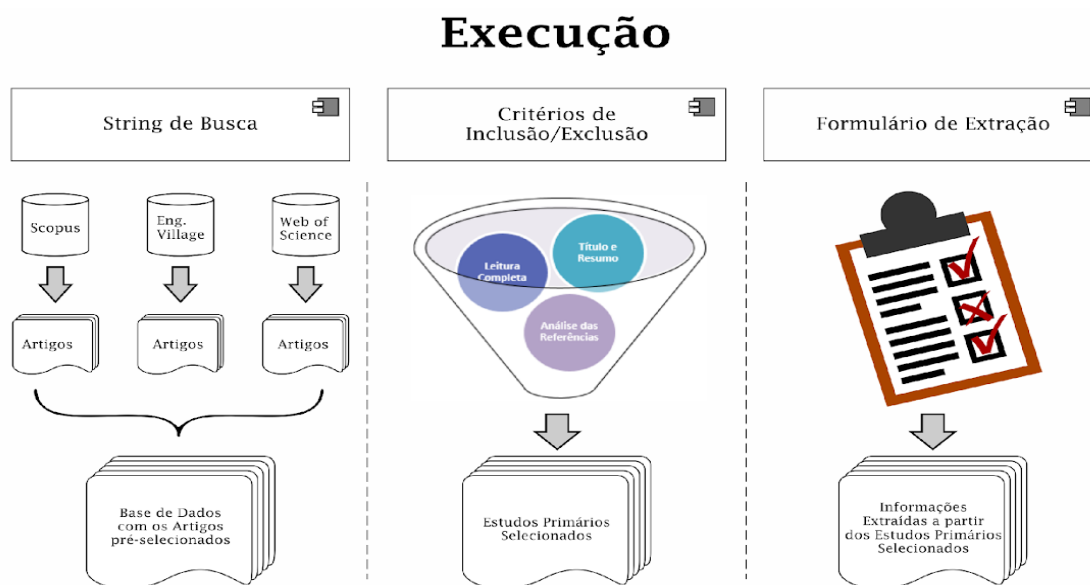 Execução
String de Busca
Critérios de
Inclusão/Exclusão
Formulário de Extração
Scopus
Eng.
Village
Web of
Science
Artigos
Artigos
Artigos
Base de Dados
com os Artigos
pré-selecionados
Leitura
Completa
Título e
Resumo
Análise das
Referências
Estudos Primários
Selecionados
Informações
Extraídas a partir
dos Estudos Primários
Selecionados